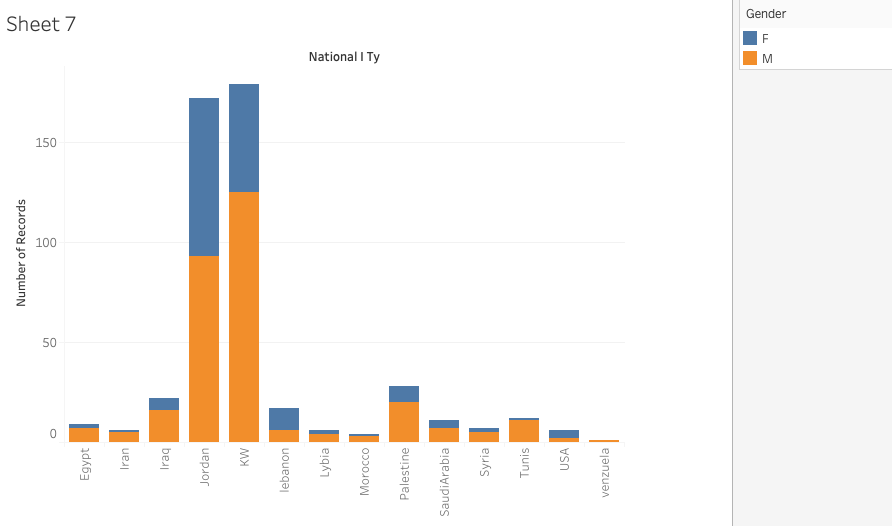 Sheet 7
National I Ty
Number of Records
150
100
50
0
Egypt
Iran
Iraq
Jordan
KW
lebanon
Lybia
Morocco
Palestine
SaudiArabia
Syria
Tunis
USA
venzuela
Gender
F
M